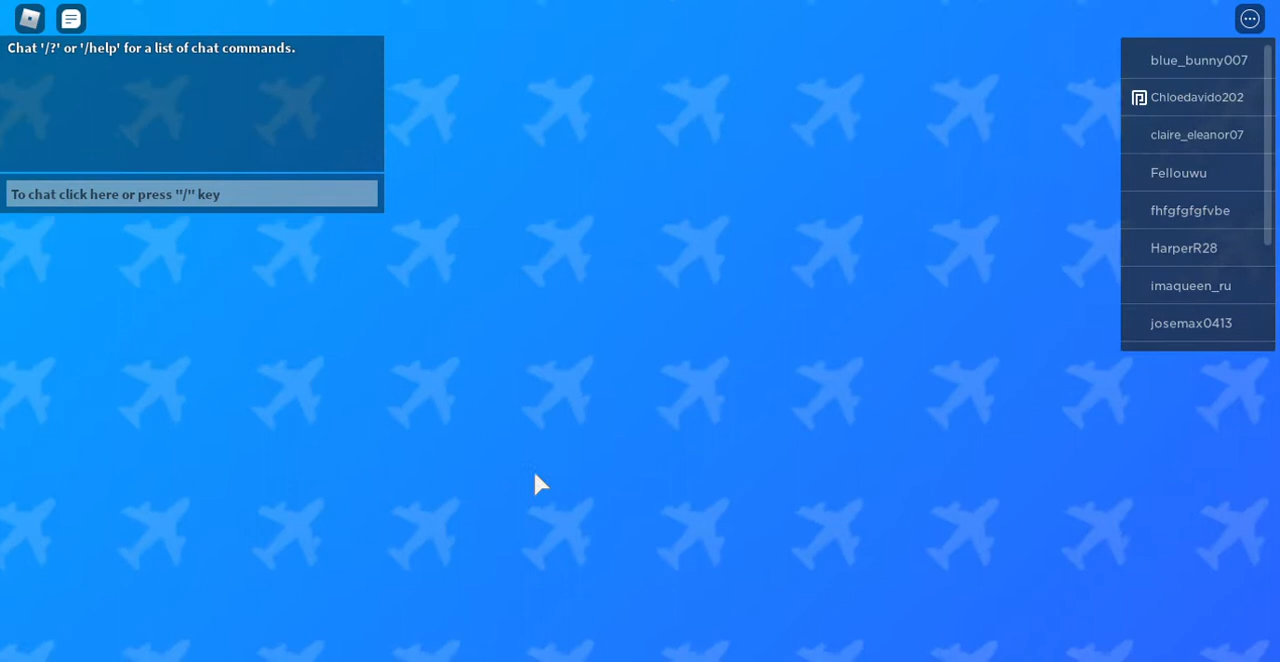 Chat '/?' or '/help' for a list of chat commands.
To chat click here or press "/" key
blue_bunny007
Chloedavido202
claire_eleanor07
Fellouwu
fhfgfgfgfvbe
HarperR28
imaqueen_ru
josemax0413